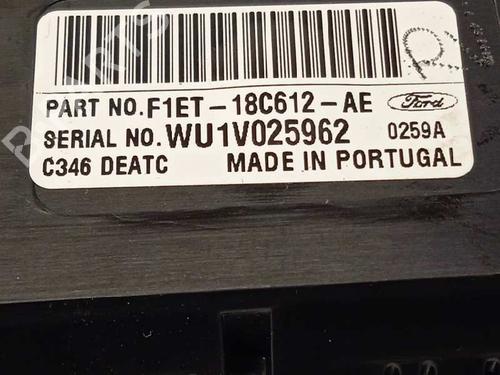 PART NO. F1ET-18C612-AE Ford
SERIAL NO. WU1V025962 0259A
C346 DEATC MADE IN PORTUGAL